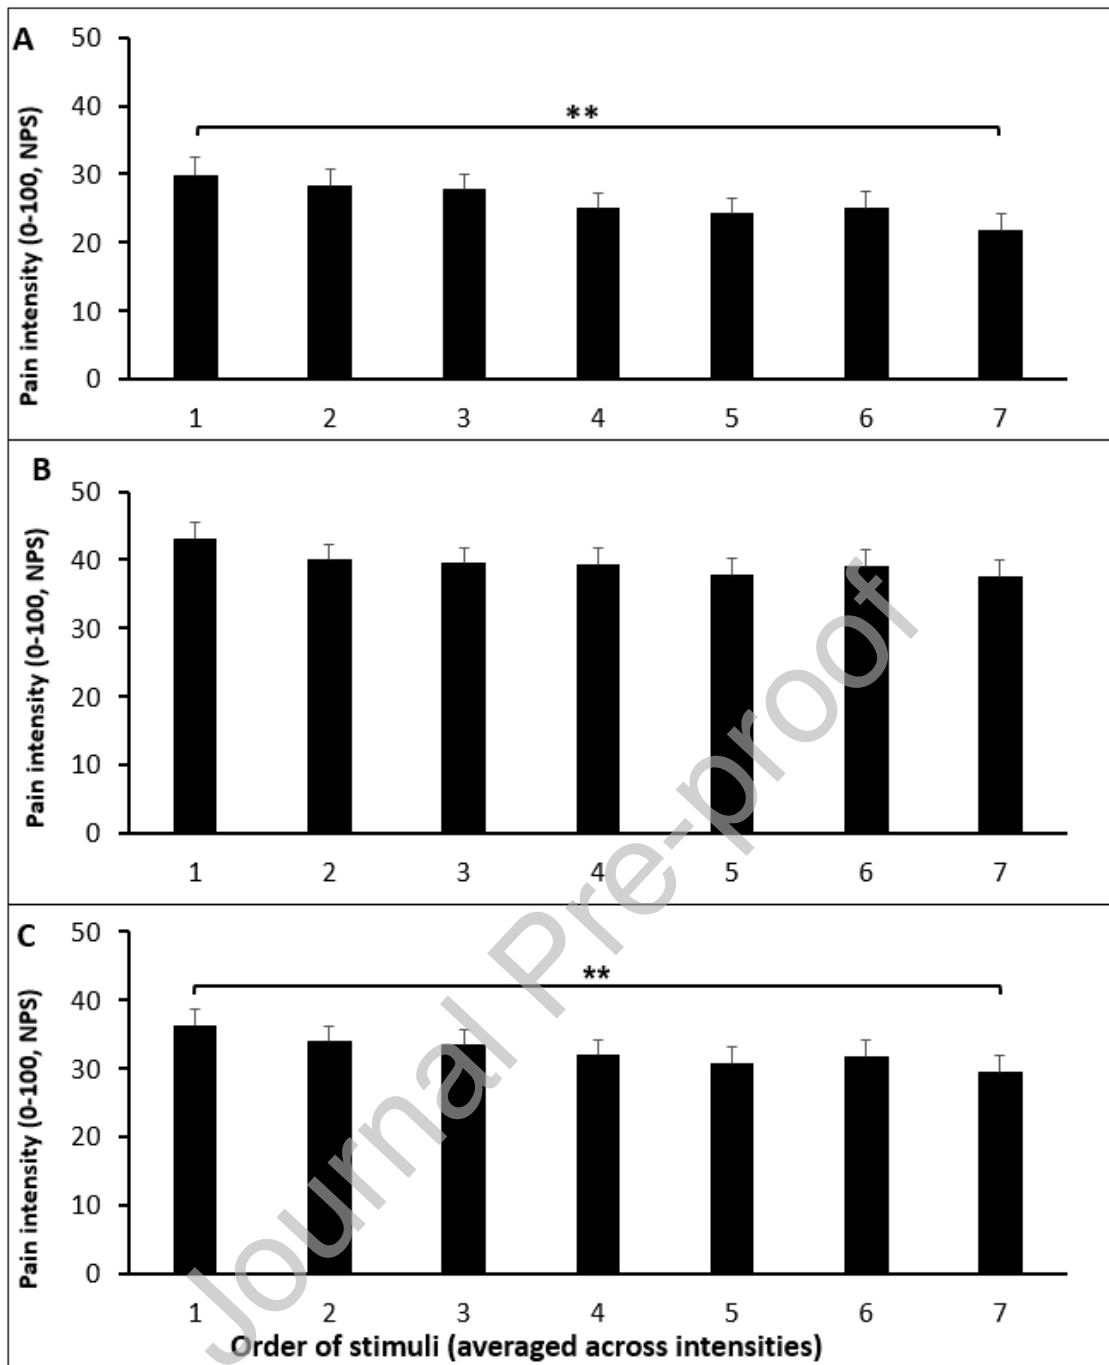 A
Pain intensity (0-100, NPS)
50
40
30
20
10
0
**
1 2 3 4 5 6 7
B
Pain intensity (0-100, NPS)
50
40
30
20
10
0
1 2 3 4 5 6 7
C
Pain intensity (0-100, NPS)
50
40
30
20
10
0
**
1 2 3 4 5 6 7
Order of stimuli (averaged across intensities)
Journal Pre-proof